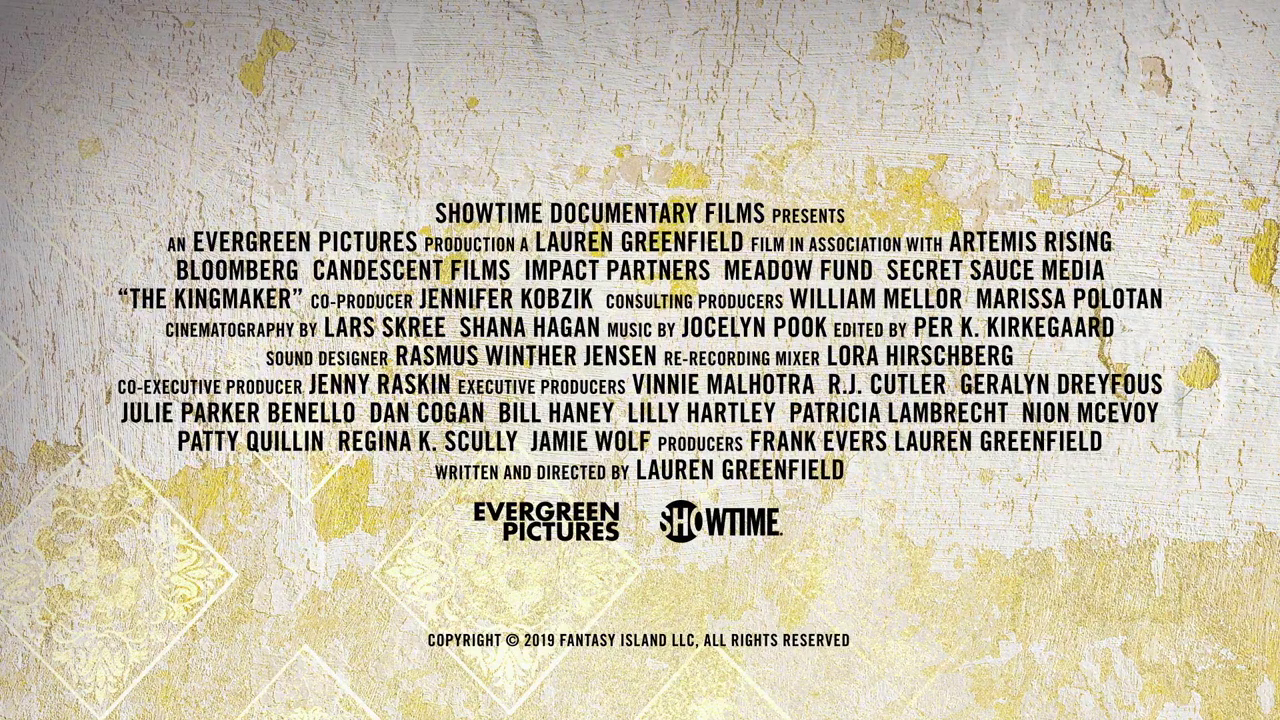 SHOWTIME DOCUMENTARY FILMS PRESENTS
AN EVERGREEN PICTURES PRODUCTION A LAUREN GREENFIELD FILM IN ASSOCIATION WITH ARTEMIS RISING
BLOOMBERG CANDESCENT FILMS IMPACT PARTNERS MEADOW FUND SECRET SAUCE MEDIA
“THE KINGMAKER” CO-PRODUCER JENNIFER KOBZIK CONSULTING PRODUCERS WILLIAM MELLOR MARISSA POLOTAN
CINEMATOGRAPHY BY LARS SKREE SHANA HAGAN MUSIC BY JOCELYN POOK EDITED BY PER K. KIRKEGAARD
SOUND DESIGNER RASMUS WINTHER JENSEN RE-RECORDING MIXER LORA HIRSCHBERG
CO-EXECUTIVE PRODUCER JENNY RASKIN EXECUTIVE PRODUCERS VINNIE MALHOTRA R.J. CUTLER GERALYN DREYFOUS
JULIE PARKER BENELLO DAN COGAN BILL HANEY LILLY HARTLEY PATRICIA LAMBRECHT NION MCEVOY
PATTY QUILLIN REGINA K. SCULLY JAMIE WOLF PRODUCERS FRANK EVERS LAUREN GREENFIELD
WRITTEN AND DIRECTED BY LAUREN GREENFIELD
EVERGREEN PICTURES SHOWTIME.
COPYRIGHT © 2019 FANTASY ISLAND LLC, ALL RIGHTS RESERVED